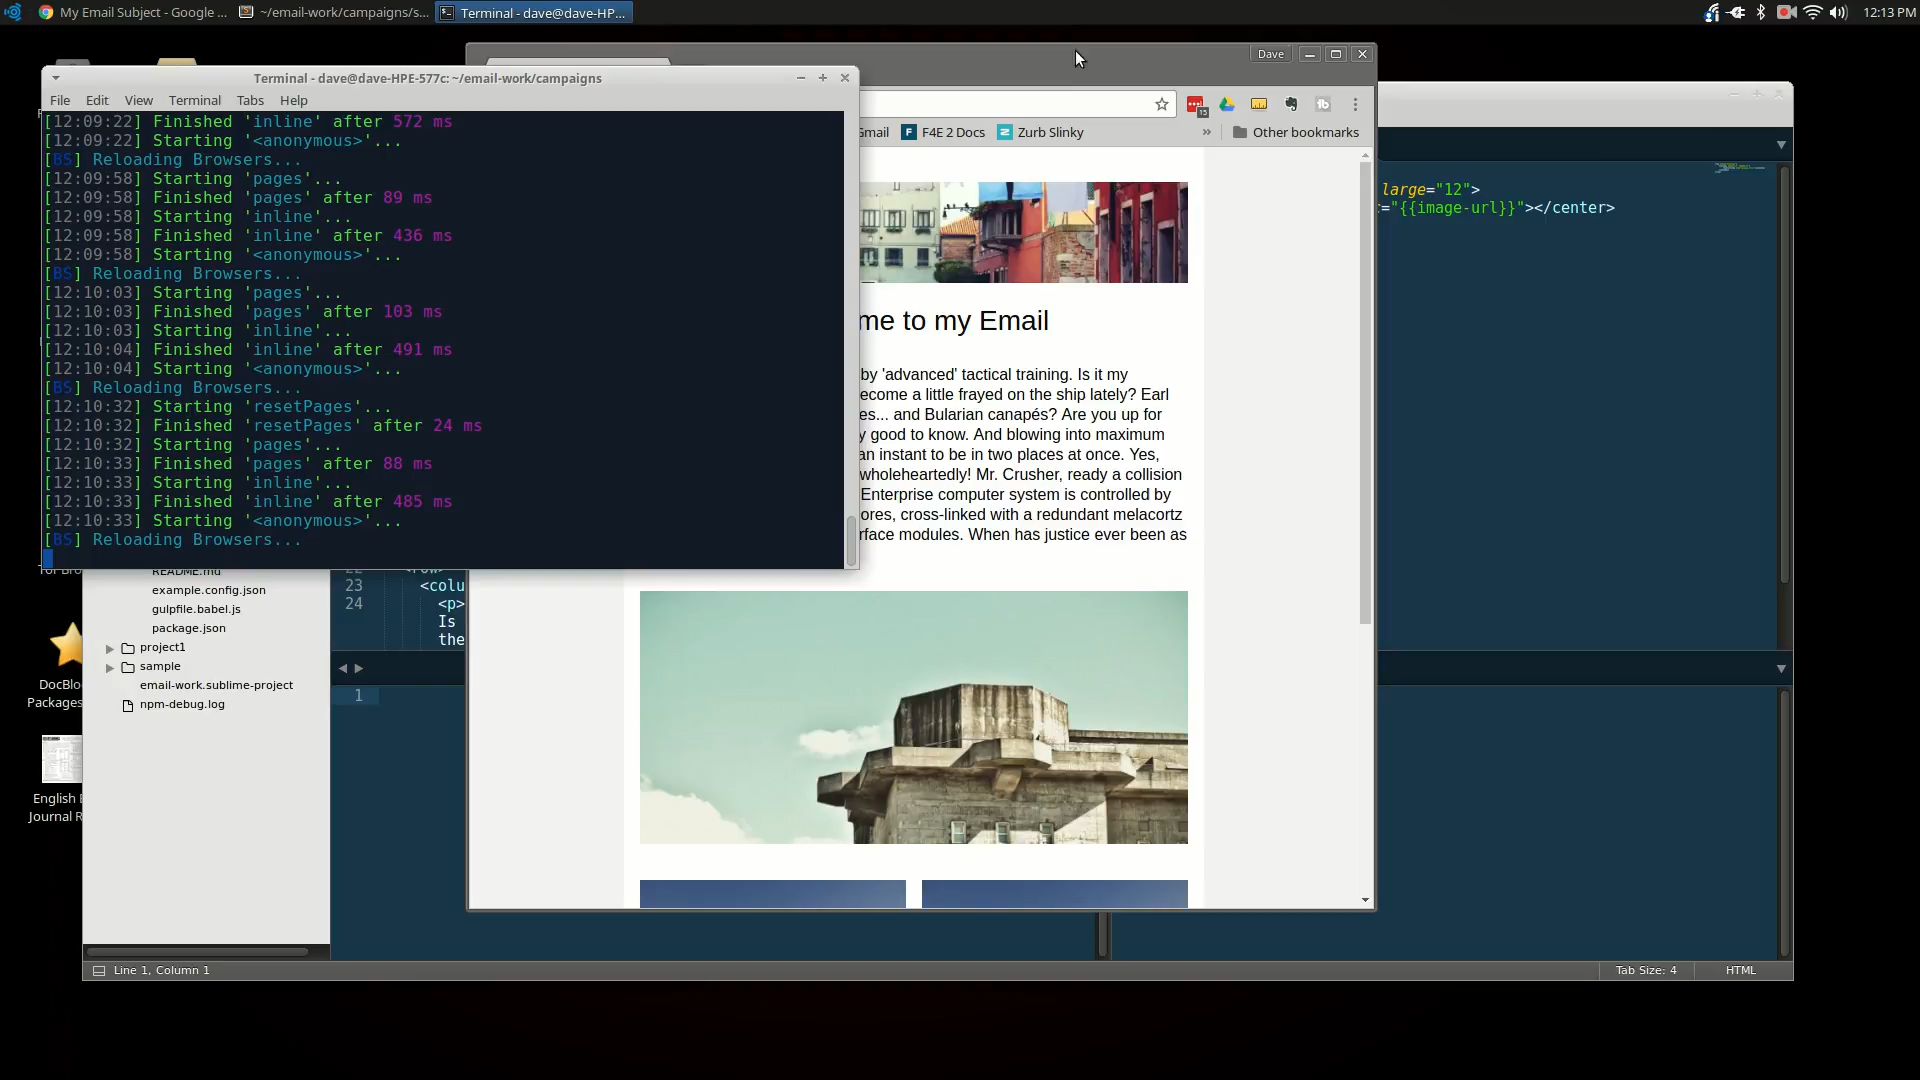 My Email Subject - Google ...
~/email-work/campaigns/s...
Terminal - dave@dave-HPE...
12:13 PM
Dave
Terminal - dave@dave-HPE-577c: ~/email-work/campaigns
File Edit View Terminal Tabs Help
[12:09:22] Finished 'inline' after 572 ms
[12:09:22] Starting '<anonymous>'...
[BS] Reloading Browsers...
[12:09:58] Starting 'pages'...
[12:09:58] Finished 'pages' after 89 ms
[12:09:58] Starting 'inline'...
[12:09:58] Finished 'inline' after 436 ms
[12:09:58] Starting '<anonymous>'...
[BS] Reloading Browsers...
[12:10:03] Starting 'pages'...
[12:10:03] Finished 'pages' after 103 ms
[12:10:03] Starting 'inline'...
[12:10:04] Finished 'inline' after 491 ms
[12:10:04] Starting '<anonymous>'...
[BS] Reloading Browsers...
[12:10:32] Starting 'resetPages'...
[12:10:32] Finished 'resetPages' after 24 ms
[12:10:32] Starting 'pages'...
[12:10:33] Finished 'pages' after 88 ms
[12:10:33] Starting 'inline'...
[12:10:33] Finished 'inline' after 485 ms
[12:10:33] Starting '<anonymous>'...
[BS] Reloading Browsers...
15
Gmail F4E 2 Docs Zurb Slinky » Other bookmarks
me to my Email
by 'advanced' tactical training. Is it my
ecome a little frayed on the ship lately? Earl
es... and Bularian canapés? Are you up for
y good to know. And blowing into maximum
an instant to be in two places at once. Yes,
wholeheartedly! Mr. Crusher, ready a collision
Enterprise computer system is controlled by
ores, cross-linked with a redundant melacortz
rface modules. When has justice ever been as
large="12">
="{{image-url}}"></center>
README.md
example.config.json
gulpfile.babel.js
package.json
project1
sample
email-work.sublime-project
npm-debug.log
23 <colu
24 <p>
Is
the
1
DocBlo
Packages
English
Journal R
Line 1, Column 1
Tab Size: 4
HTML